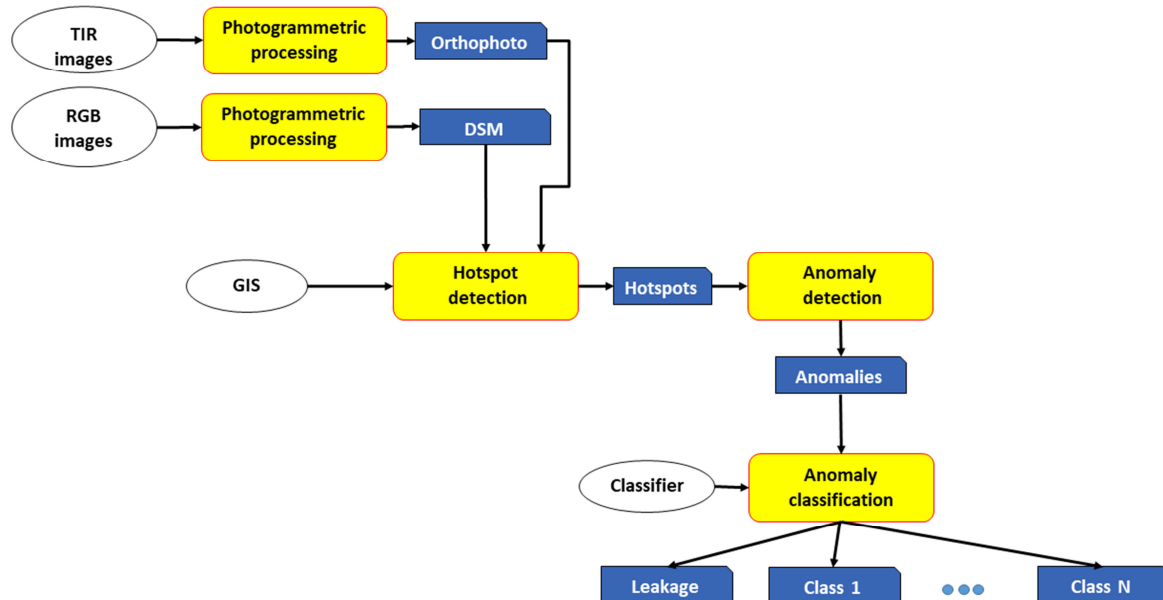 TIR
images
Photogrammetric
processing
Orthophoto
RGB
images
Photogrammetric
processing
DSM
GIS
Hotspot
detection
Hotspots
Anomaly
detection
Anomalies
Classifier
Anomaly
classification
Leakage
Class 1
Class N